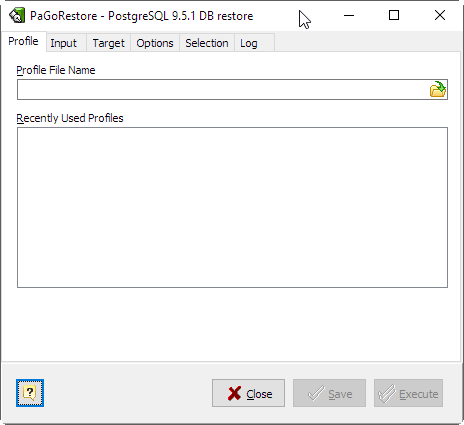 PaGoRestore - PostgreSQL 9.5.1 DB restore
Profile Input Target Options Selection Log
Profile File Name
Recently Used Profiles
? Close Save Execute